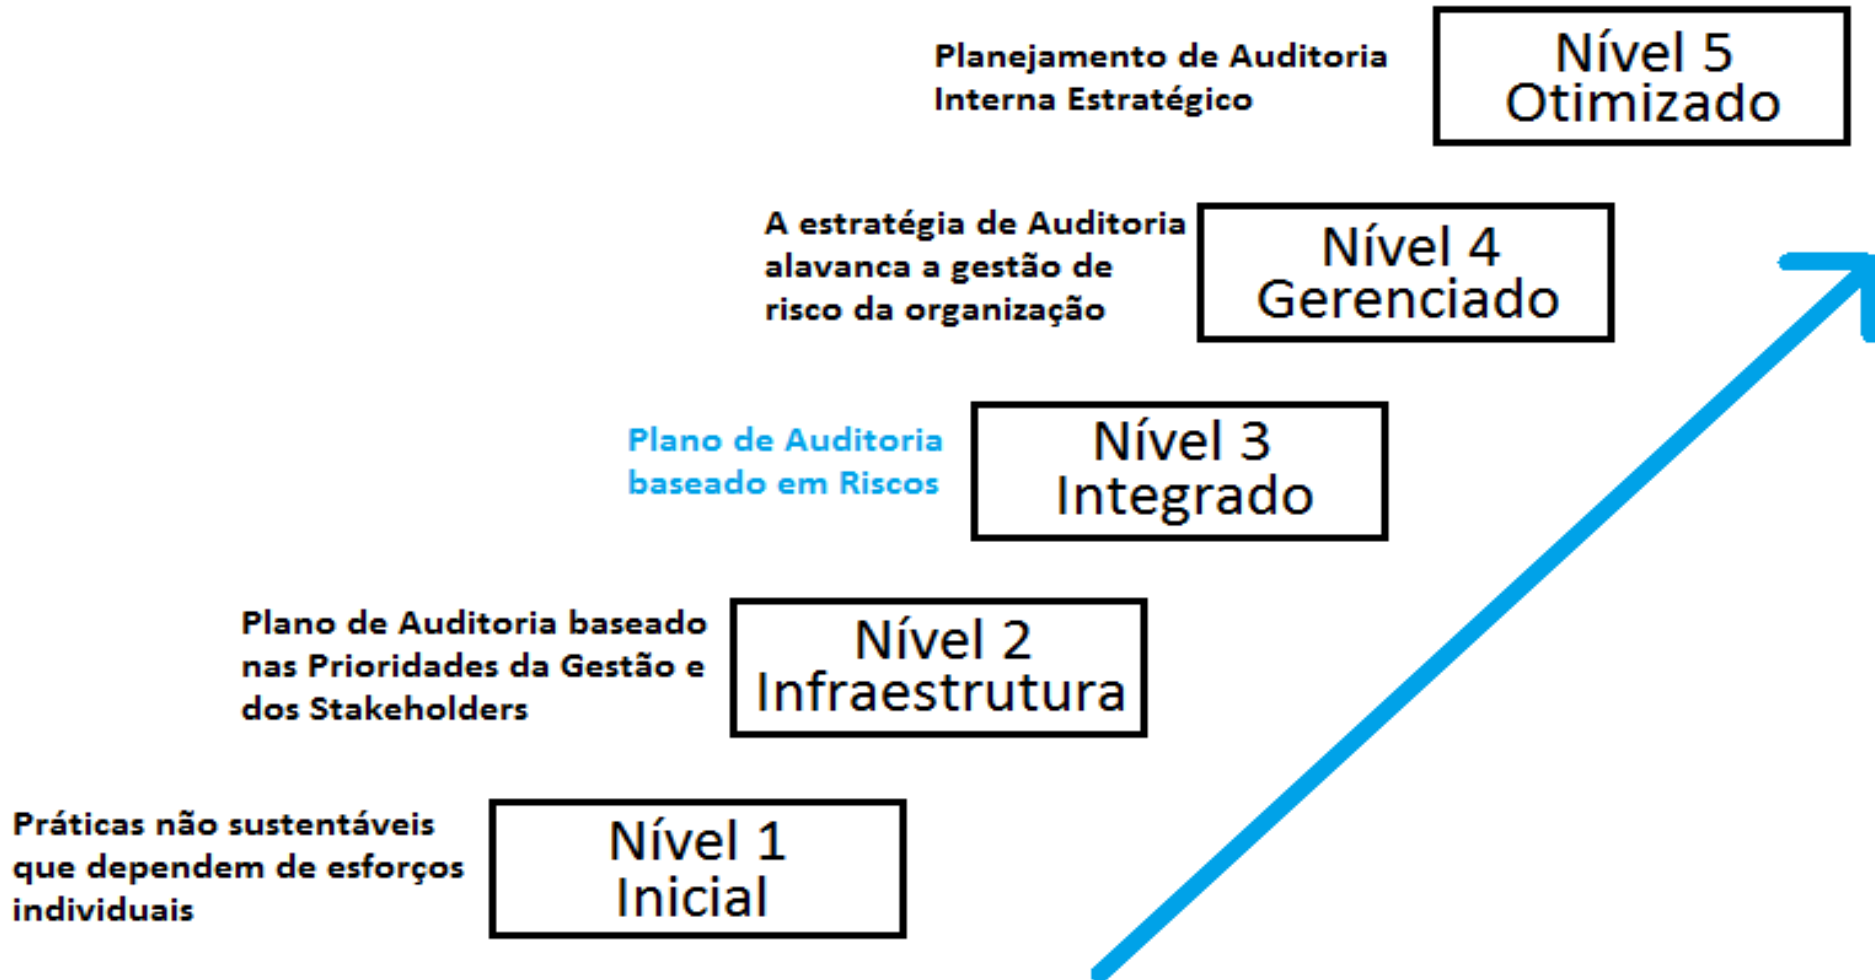 Planejamento de Auditoria
Interna Estratégico
Nível 5
Otimizado
A estratégia de Auditoria
alavanca a gestão de
risco da organização
Nível 4
Gerenciado
Plano de Auditoria
baseado em Riscos
Nível 3
Integrado
Plano de Auditoria baseado
nas Prioridades da Gestão e
dos Stakeholders
Nível 2
Infraestrutura
Práticas não sustentáveis
que dependem de esforços
individuais
Nível 1
Inicial